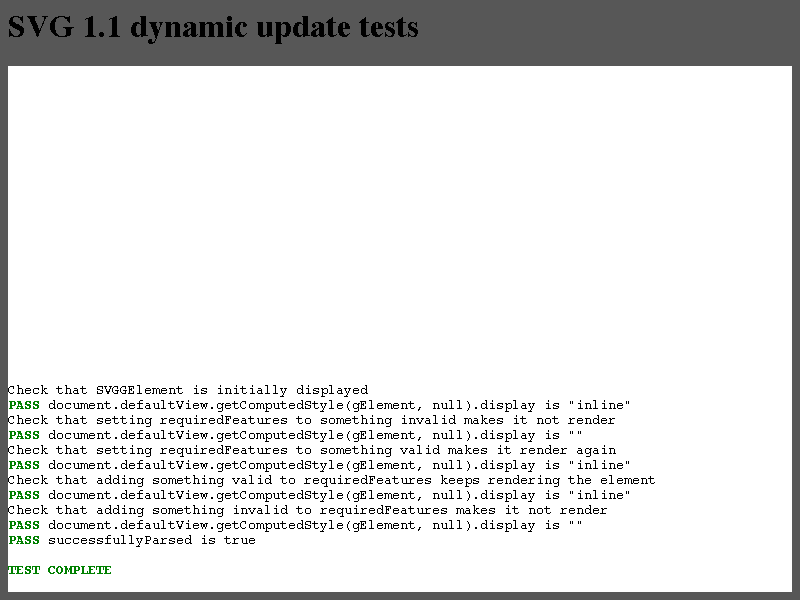 SVG 1.1 dynamic update tests
Check that SVGGElement is initially displayed
PASS document.defaultView.getComputedStyle(gElement, null).display is "inline"
Check that setting requiredFeatures to something invalid makes it not render
PASS document.defaultView.getComputedStyle(gElement, null).display is ""
Check that setting requiredFeatures to something valid makes it render again
PASS document.defaultView.getComputedStyle(gElement, null).display is "inline"
Check that adding something valid to requiredFeatures keeps rendering the element
PASS document.defaultView.getComputedStyle(gElement, null).display is "inline"
Check that adding something invalid to requiredFeatures makes it not render
PASS document.defaultView.getComputedStyle(gElement, null).display is ""
PASS successfullyParsed is true
TEST COMPLETE